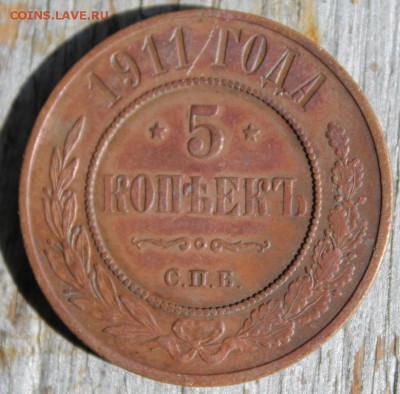 COINS.LAVE.RU
1911 ГОДА
5
КОПѢЕКЪ
С.П.Б.